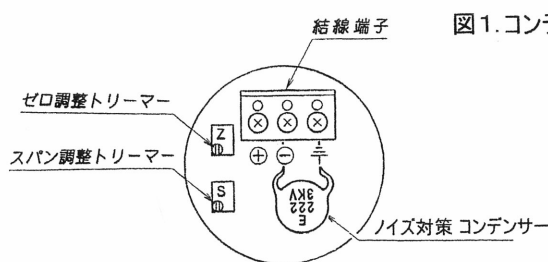 結線端子
図1.コンデ
ゼロ調整トリーマー
Z
スパン調整トリーマー
S
+ −
E
222
3KV
ノイズ対策 コンデンサー